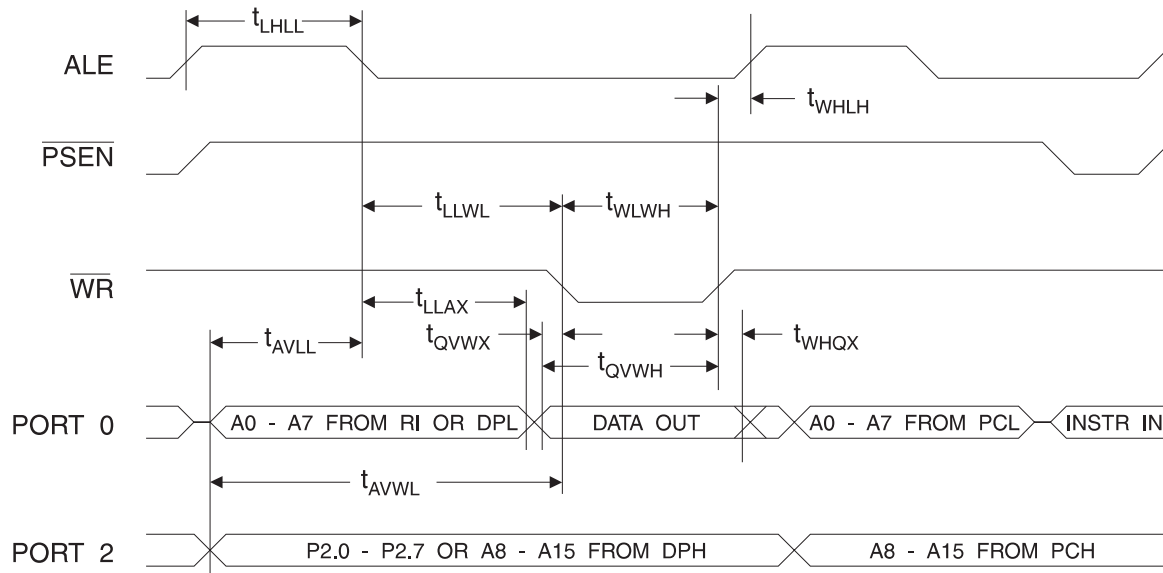 tLHLL
ALE
tWHLH
PSEN
tLLWL
tWLWH
WR
tLLAX
tAVLL
tQVWX
tWHQX
tQVWH
PORT 0
A0 - A7 FROM RI OR DPL
DATA OUT
A0 - A7 FROM PCL
INSTR IN
tAVWL
PORT 2
P2.0 - P2.7 OR A8 - A15 FROM DPH
A8 - A15 FROM PCH